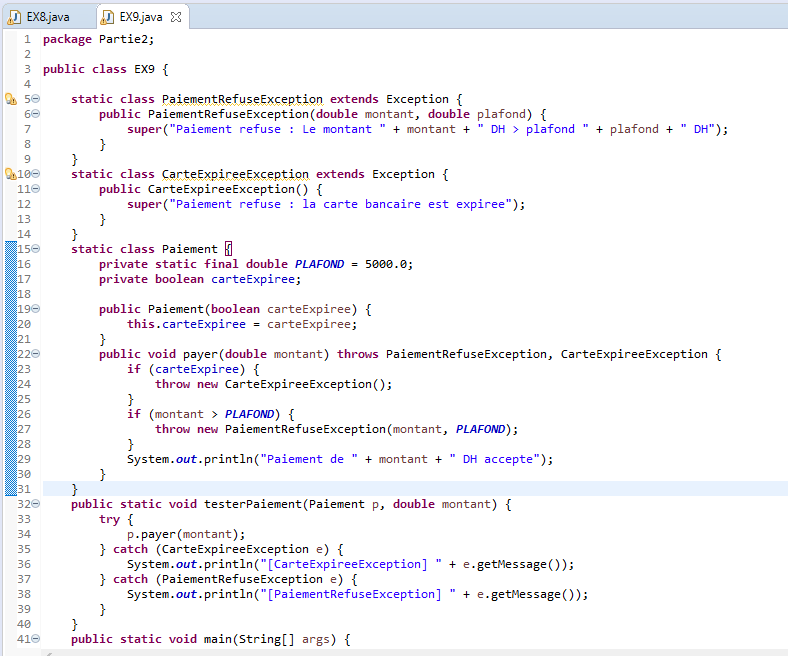 EX8.java EX9.java
1 package Partie2;
2
3 public class EX9 {
4
5 static class PaiementRefuseException extends Exception {
6 public PaiementRefuseException(double montant, double plafond) {
7 super("Paiement refuse : Le montant " + montant + " DH > plafond " + plafond + " DH");
8 }
9 }
10 static class CarteExpireeException extends Exception {
11 public CarteExpireeException() {
12 super("Paiement refuse : la carte bancaire est expiree");
13 }
14 }
15 static class Paiement {
16 private static final double PLAFOND = 5000.0;
17 private boolean carteExpiree;
18
19 public Paiement(boolean carteExpiree) {
20 this.carteExpiree = carteExpiree;
21 }
22 public void payer(double montant) throws PaiementRefuseException, CarteExpireeException {
23 if (carteExpiree) {
24 throw new CarteExpireeException();
25 }
26 if (montant > PLAFOND) {
27 throw new PaiementRefuseException(montant, PLAFOND);
28 }
29 System.out.println("Paiement de " + montant + " DH accepte");
30 }
31 }
32 public static void testerPaiement(Paiement p, double montant) {
33 try {
34 p.payer(montant);
35 } catch (CarteExpireeException e) {
36 System.out.println("[CarteExpireeException] " + e.getMessage());
37 } catch (PaiementRefuseException e) {
38 System.out.println("[PaiementRefuseException] " + e.getMessage());
39 }
40 }
41 public static void main(String[] args) {